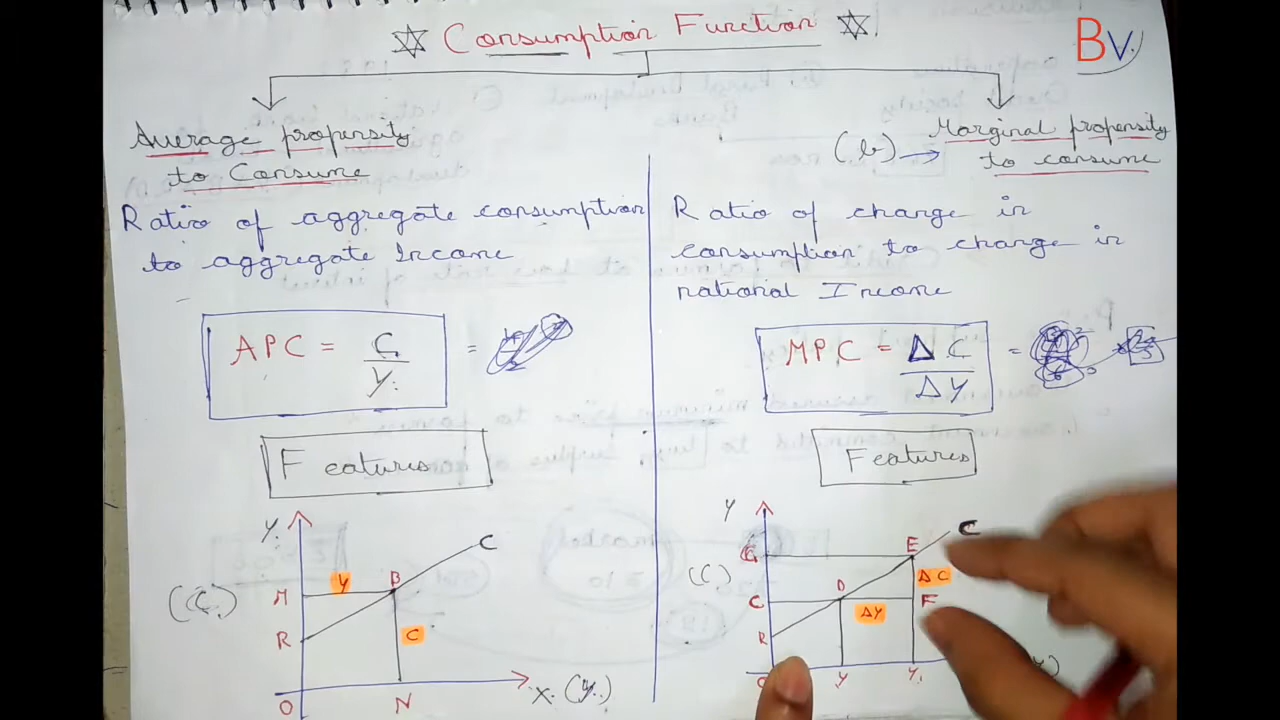 Consumption Function
Bv
Average propensity
to Consume
Ratio of aggregate consumption
to aggregate Income
APC = C/Y. =
Features
Y.
C
Y
B
(C)
M
C
R
O
N
X. (Y.)
(b) → Marginal propensity
to consume
Ratio of change in
consumption to change in
national Income
MPC = ΔC/ΔY =
Features
Y
C
E
(C)
ΔC
C
D
F
ΔY
R
Y
Y1